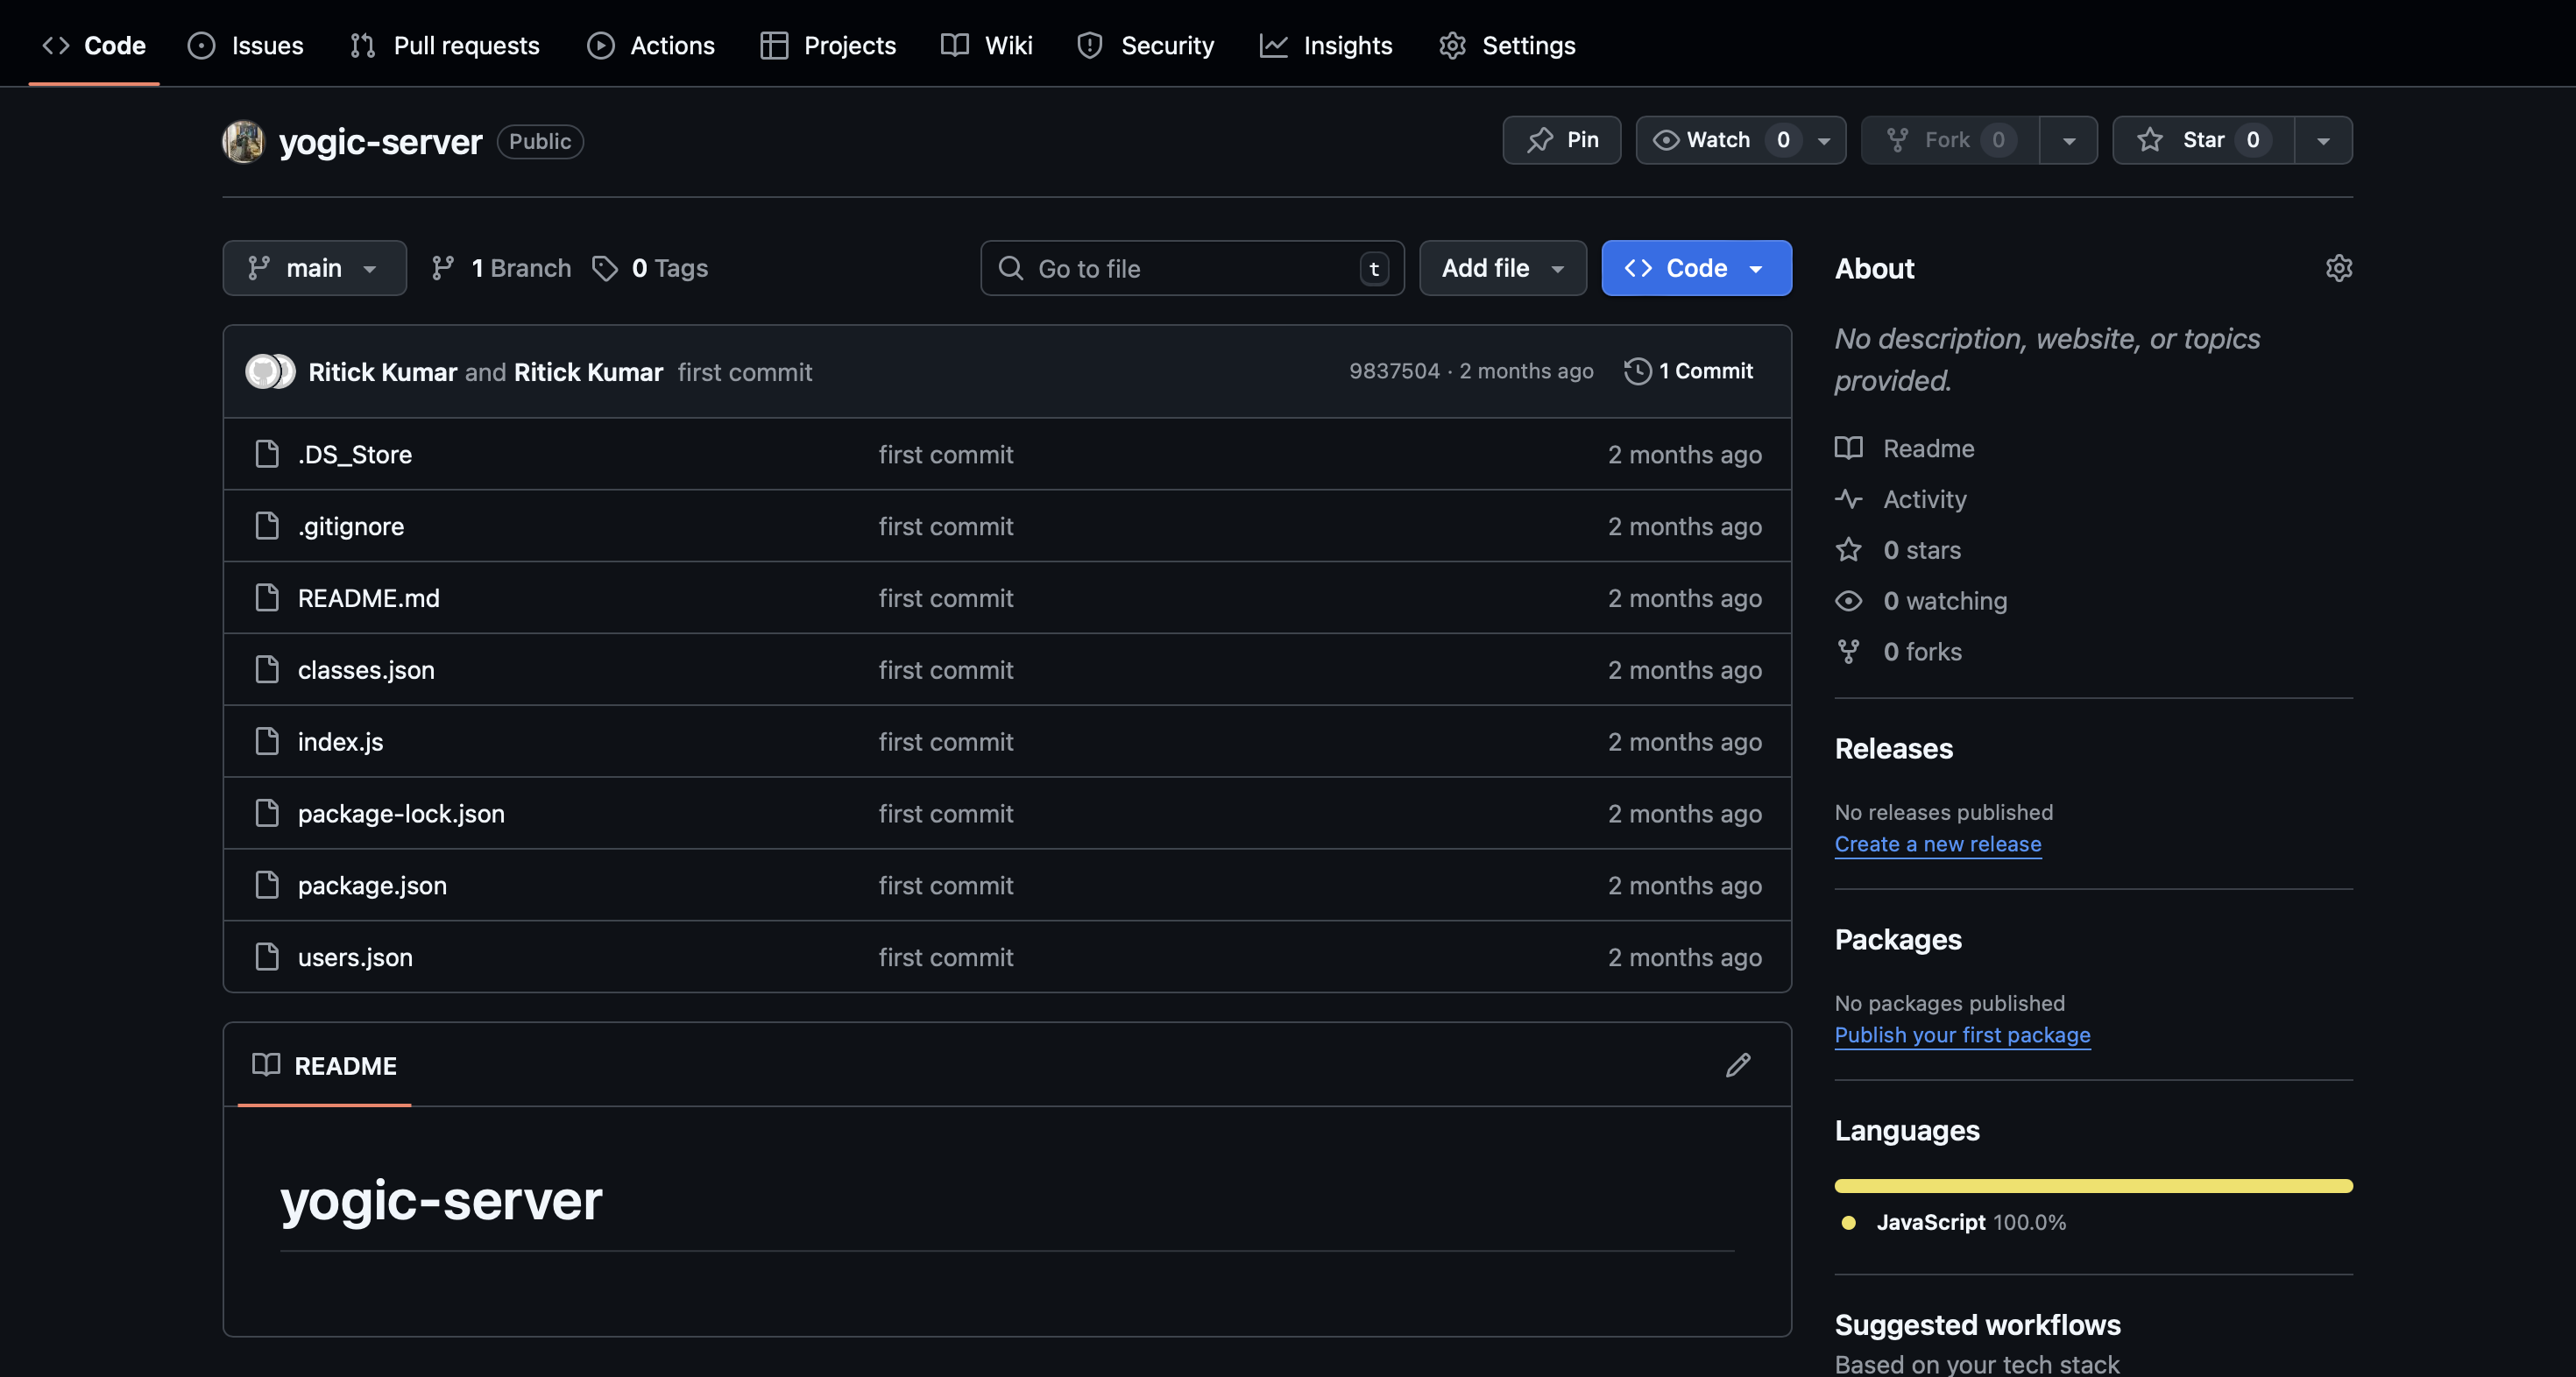 Code Issues Pull requests Actions Projects Wiki Security Insights Settings
yogic-server Public
Pin Watch 0 Fork 0 Star 0
main 1 Branch 0 Tags Go to file t Add file Code
Ritick Kumar and Ritick Kumar first commit 9837504 · 2 months ago 1 Commit
.DS_Store first commit 2 months ago
.gitignore first commit 2 months ago
README.md first commit 2 months ago
classes.json first commit 2 months ago
index.js first commit 2 months ago
package-lock.json first commit 2 months ago
package.json first commit 2 months ago
users.json first commit 2 months ago
README
yogic-server
About
No description, website, or topics
provided.
Readme
Activity
0 stars
0 watching
0 forks
Releases
No releases published
Create a new release
Packages
No packages published
Publish your first package
Languages
JavaScript 100.0%
Suggested workflows
Based on your tech stack